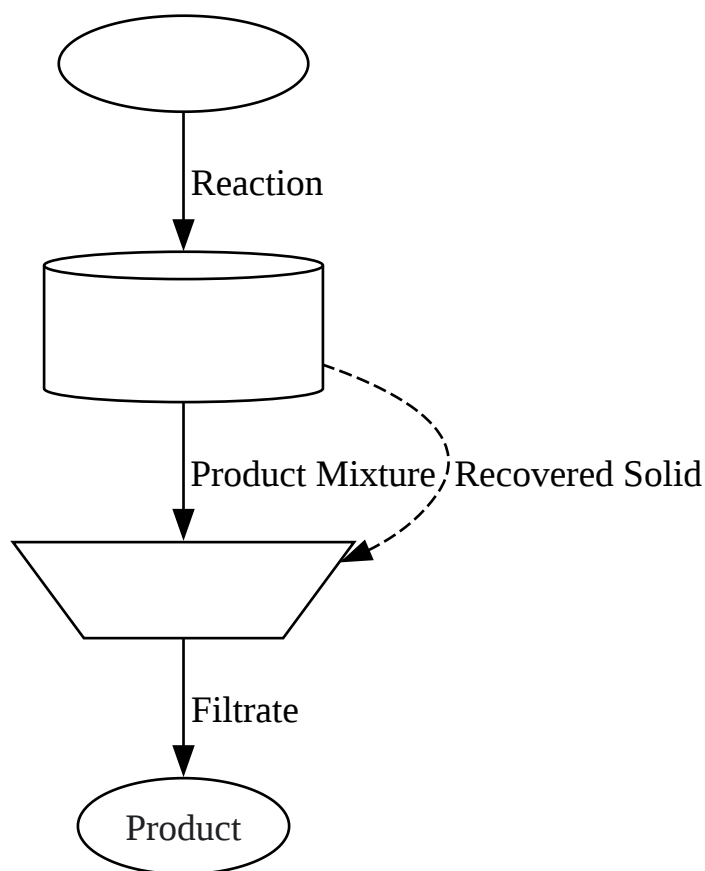 Reaction
Product Mixture
Recovered Solid
Filtrate
Product